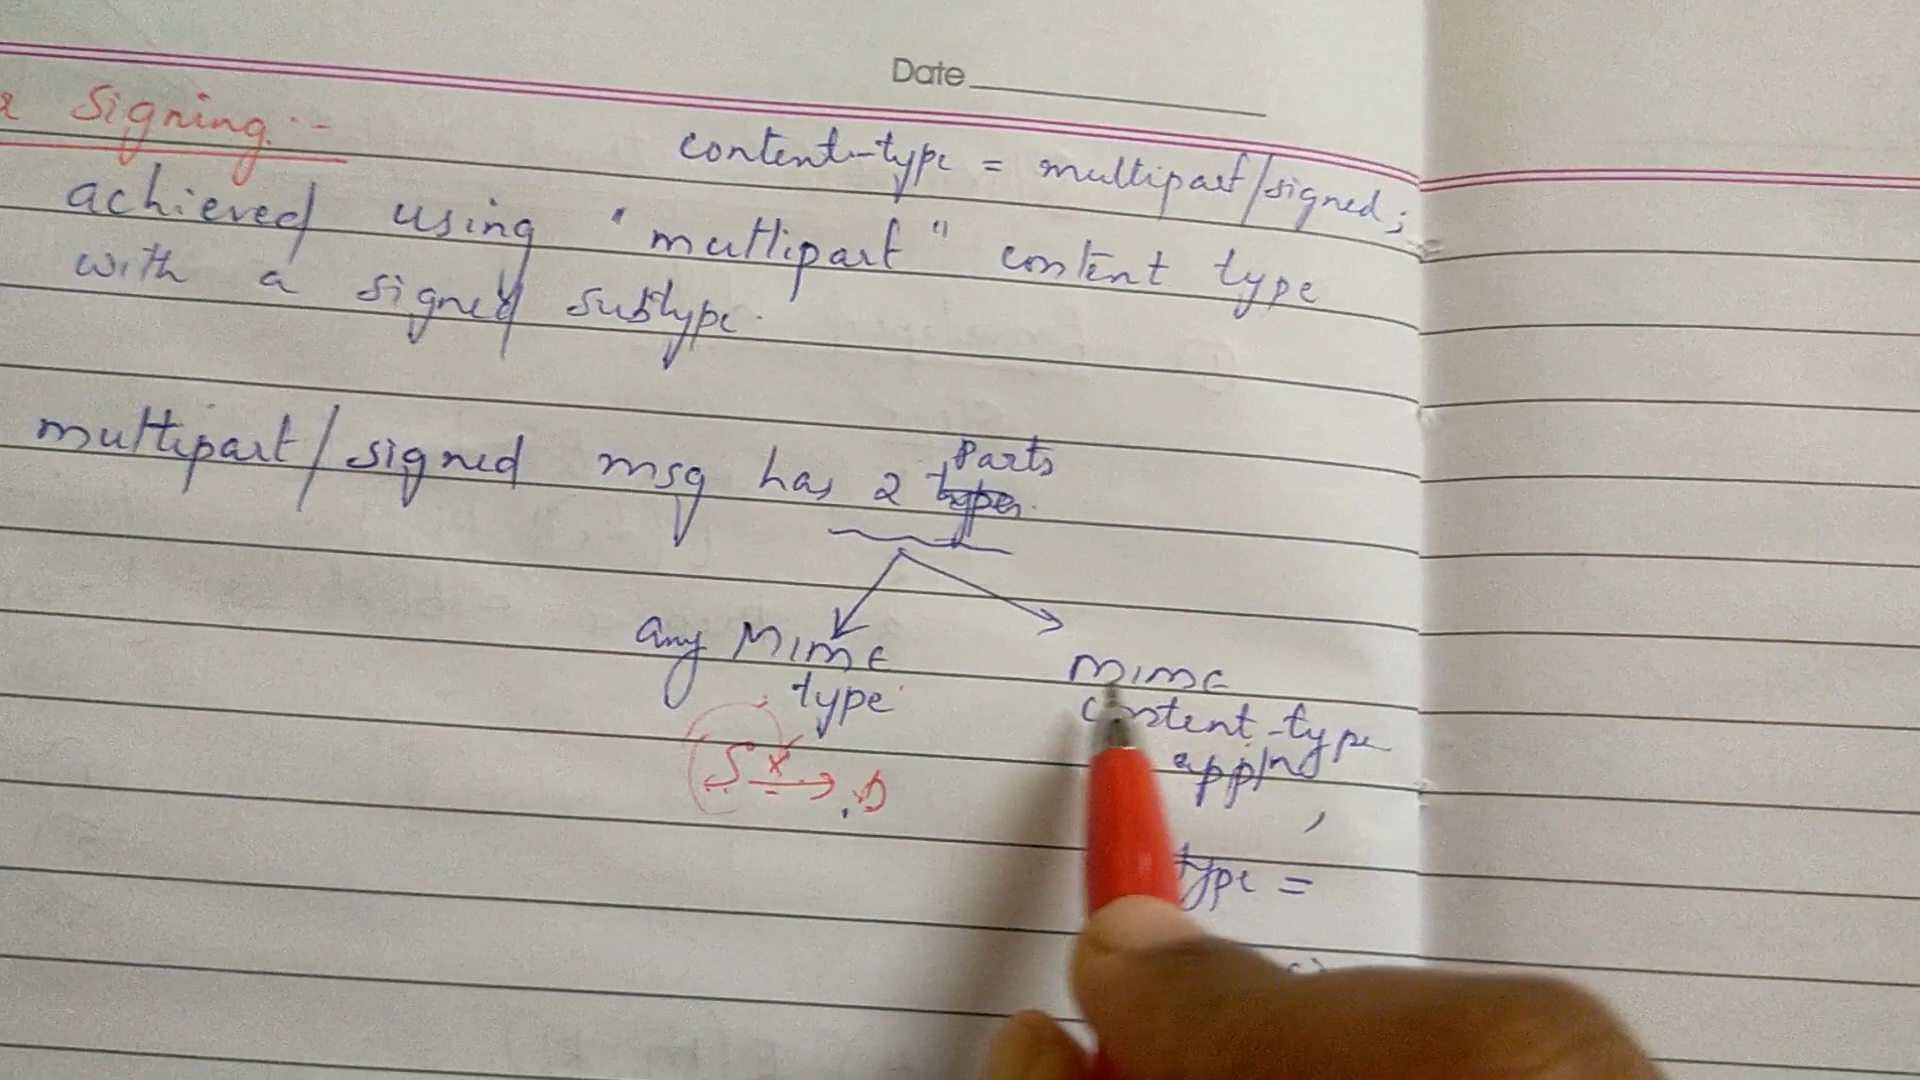 Date
Signing :-
content-type = multipart/signed;
achieved using "multipart" content type
with a signed subtype.
multipart/signed msg has 2 Parts
any MIME
type
S x D
MIME
content-type
appln
,
type =